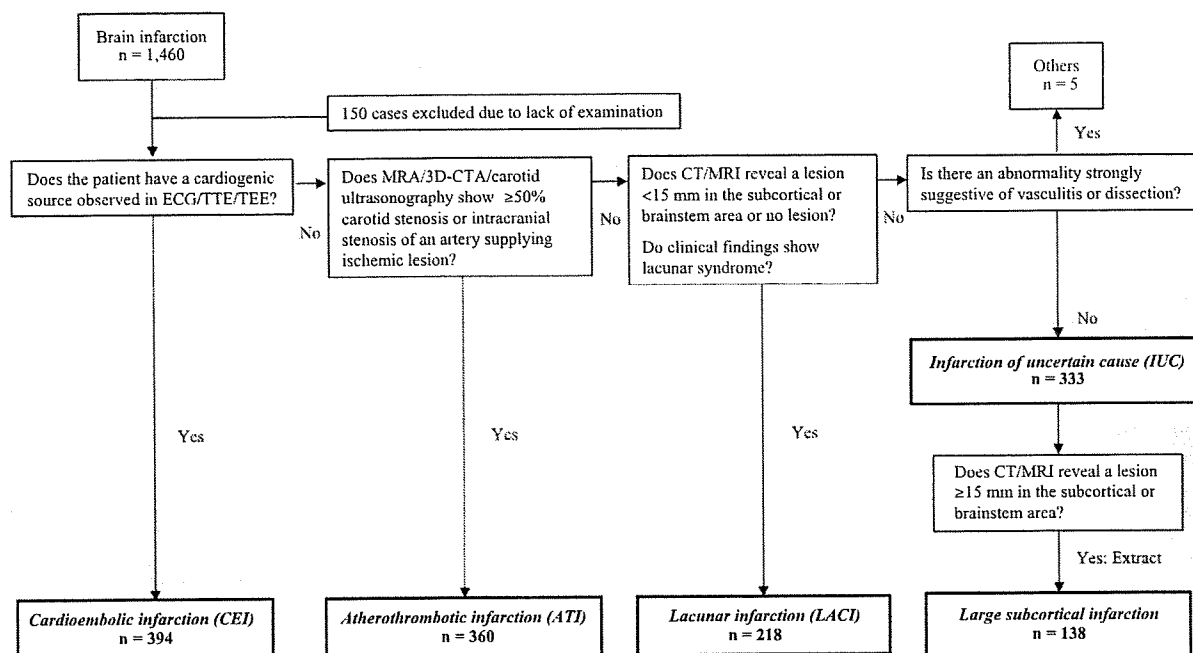 Brain infarction
n = 1,460
Others
n = 5
150 cases excluded due to lack of examination
Yes
Does the patient have a cardiogenic
source observed in ECG/TTE/TEE?
No
Does MRA/3D-CTA/carotid
ultrasonography show ≥50%
carotid stenosis or intracranial
stenosis of an artery supplying
ischemic lesion?
No
Does CT/MRI reveal a lesion
<15 mm in the subcortical or
brainstem area or no lesion?
Do clinical findings show
lacunar syndrome?
No
Is there an abnormality strongly
suggestive of vasculitis or dissection?
No
Infarction of uncertain cause (IUC)
n = 333
Yes
Yes
Yes
Does CT/MRI reveal a lesion
≥15 mm in the subcortical or
brainstem area?
Yes: Extract
Cardioembolic infarction (CEI)
n = 394
Atherothrombotic infarction (ATI)
n = 360
Lacunar infarction (LACI)
n = 218
Large subcortical infarction
n = 138